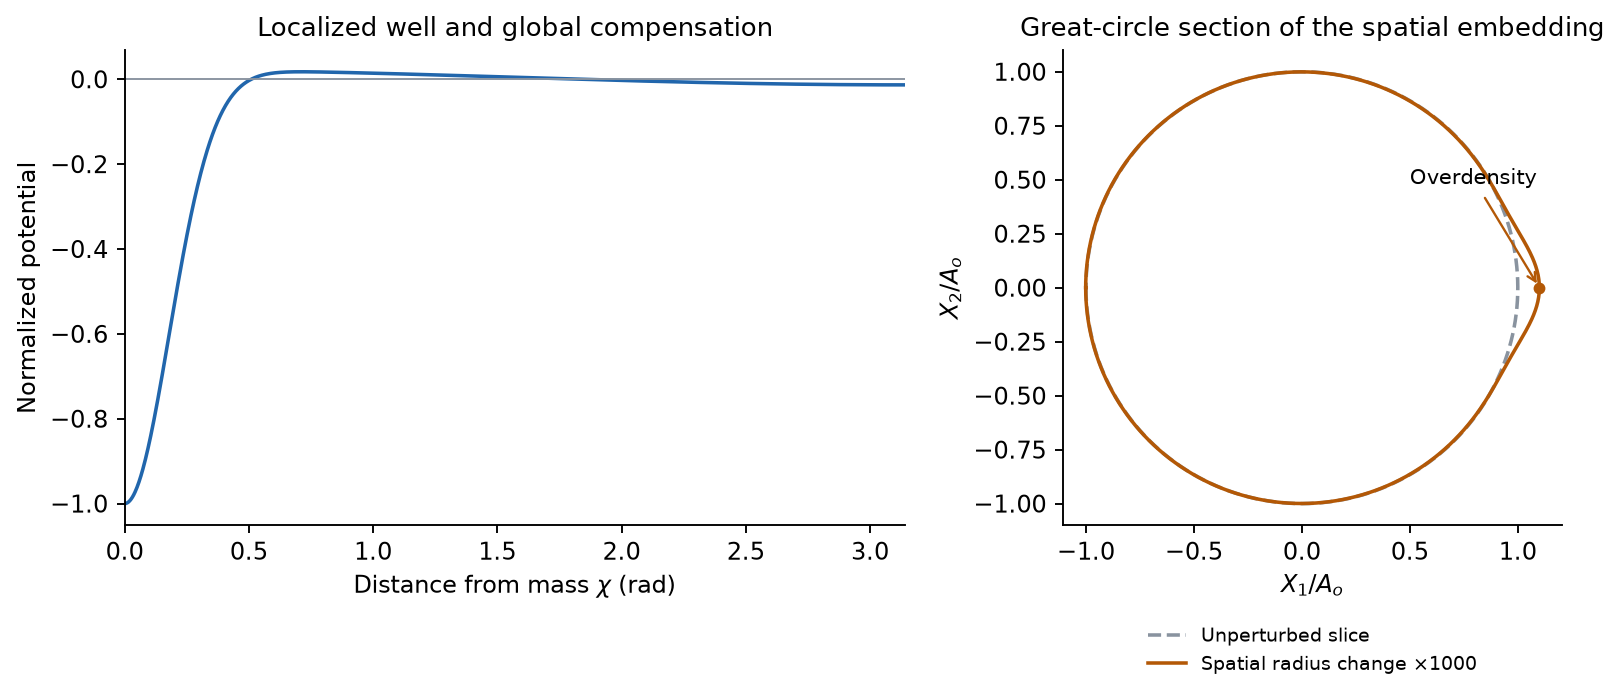 Localized well and global compensation
Normalized potential
0.0
−0.2
−0.4
−0.6
−0.8
−1.0
0.0 0.5 1.0 1.5 2.0 2.5 3.0
Distance from mass χ (rad)
Great-circle section of the spatial embedding
X₂/Aₒ
1.00
0.75
0.50
0.25
0.00
−0.25
−0.50
−0.75
−1.00
Overdensity
−1.0 −0.5 0.0 0.5 1.0
X₁/Aₒ
Unperturbed slice
Spatial radius change ×1000